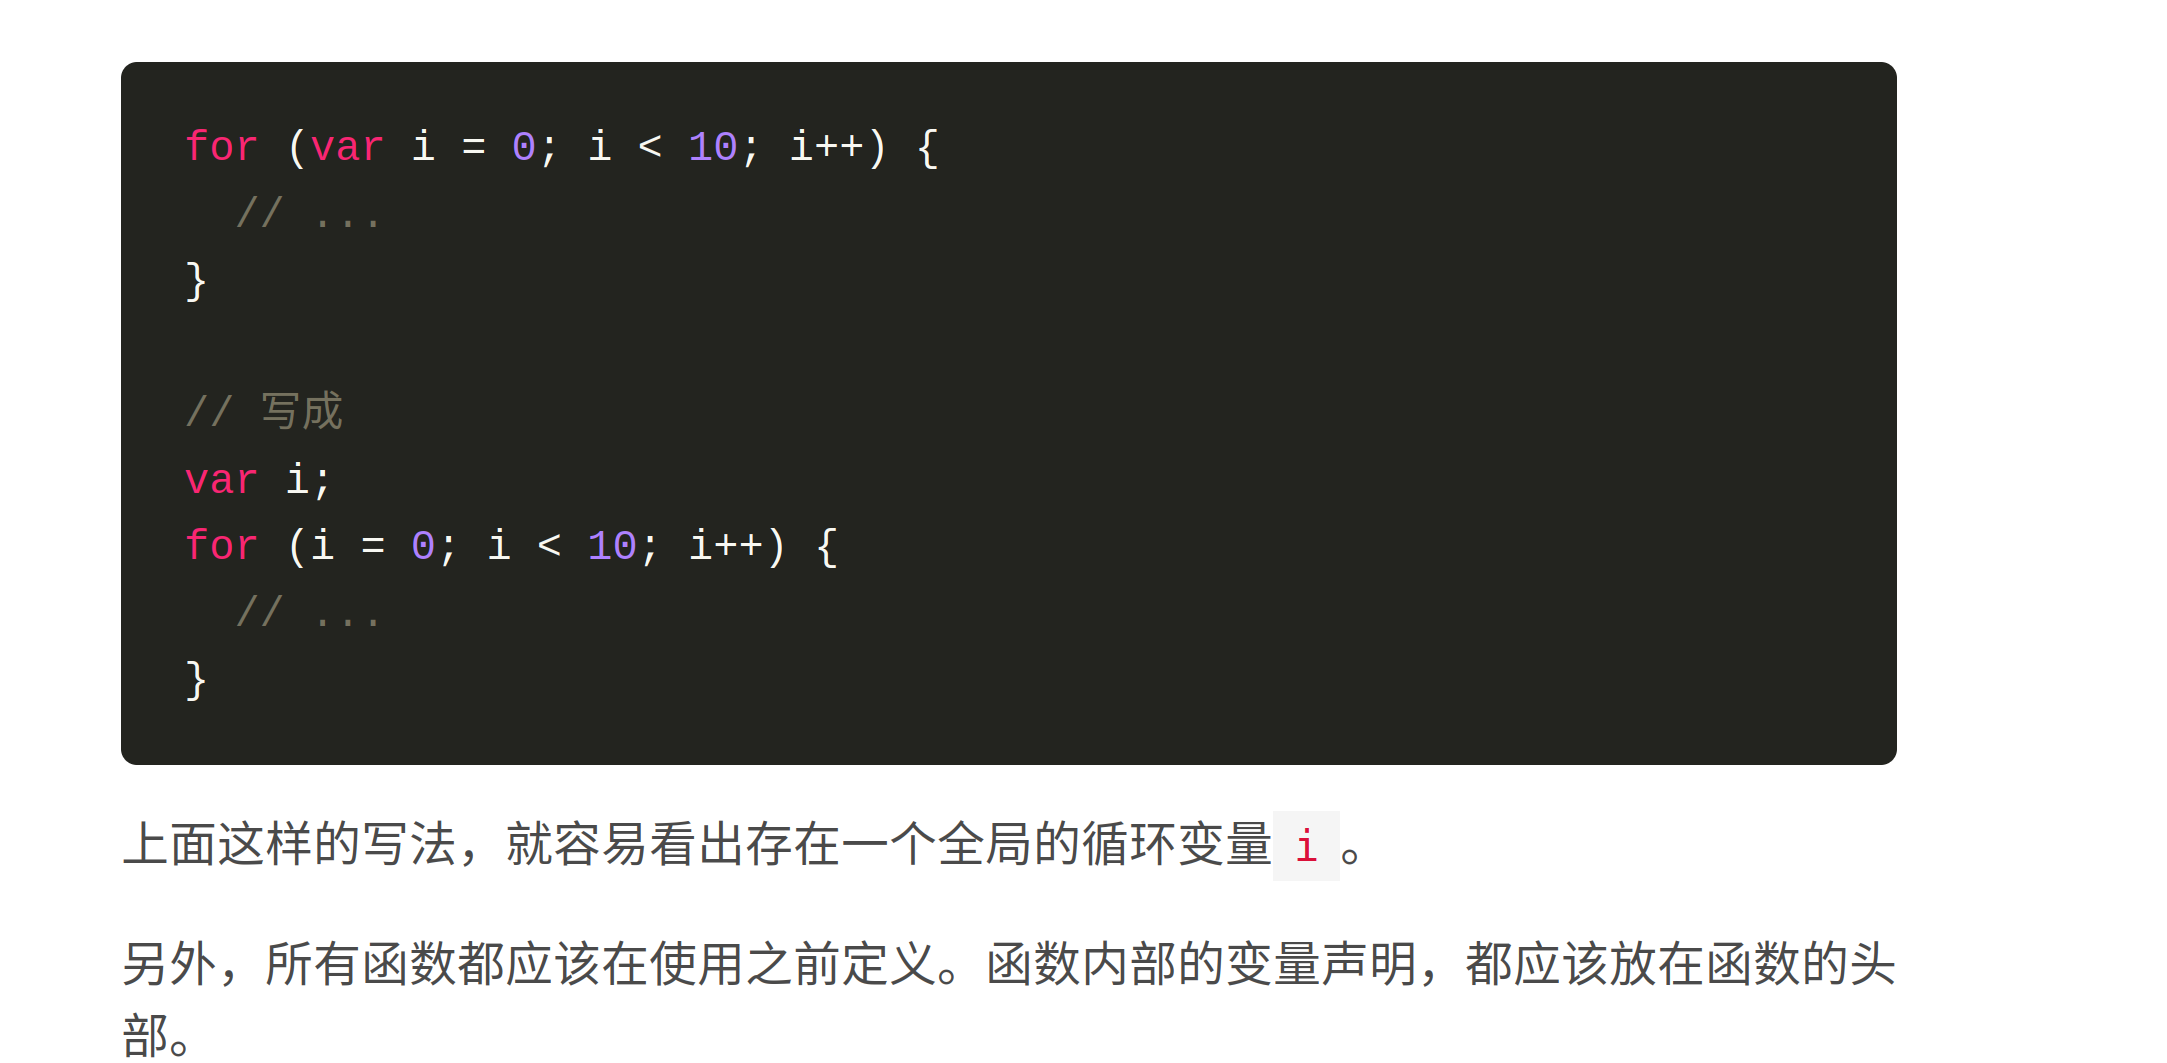 for (var i = 0; i < 10; i++) {
  // ...
}
// 写成
var i;
for (i = 0; i < 10; i++) {
  // ...
}
上面这样的写法，就容易看出存在一个全局的循环变量 i 。
另外，所有函数都应该在使用之前定义。函数内部的变量声明，都应该放在函数的头
部。